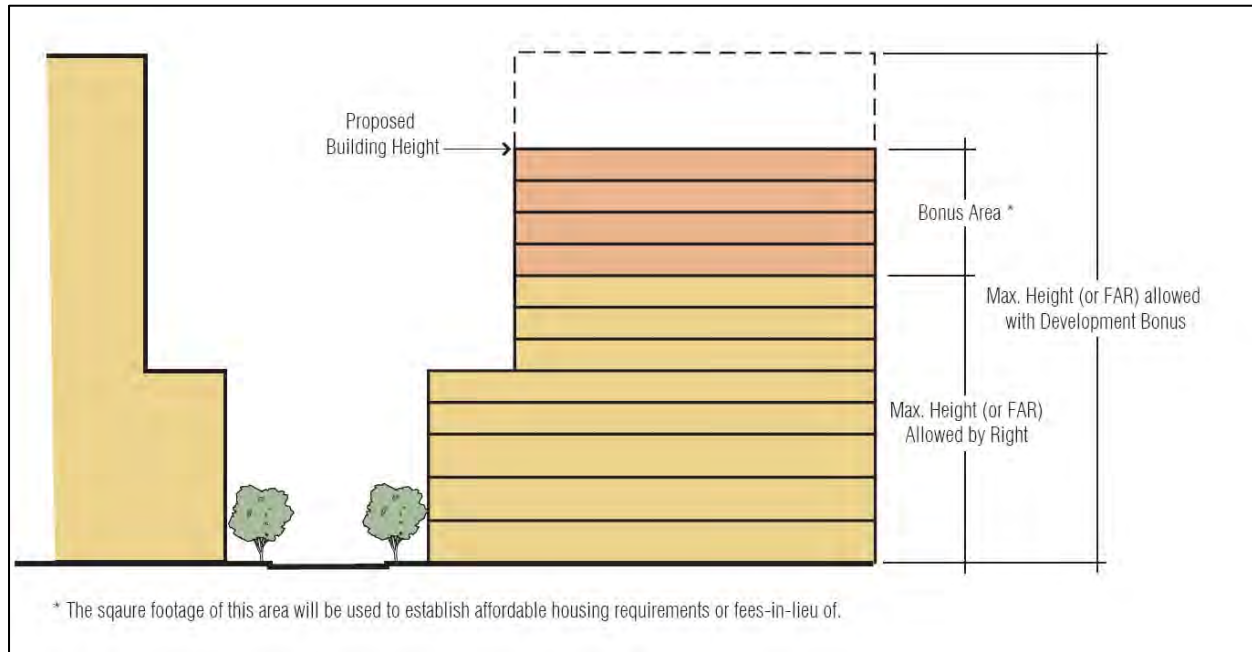 Proposed
Building Height
Bonus Area *
Max. Height (or FAR) allowed
with Development Bonus
Max. Height (or FAR)
Allowed by Right
* The sqaure footage of this area will be used to establish affordable housing requirements or fees-in-lieu of.